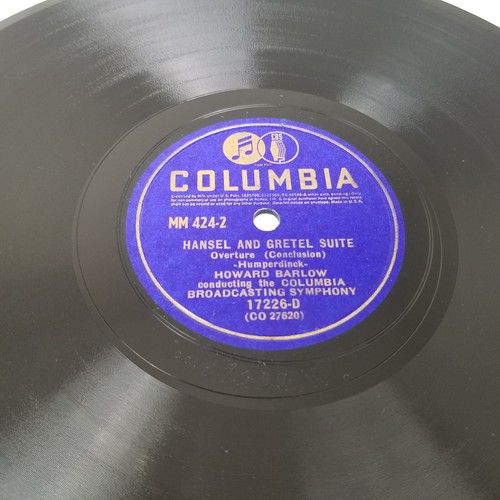 CBS
COLUMBIA
MM 424-2
HANSEL AND GRETEL SUITE
Overture (Conclusion)
-Humperdinck-
HOWARD BARLOW
conducting the COLUMBIA
BROADCASTING SYMPHONY
17226-D
(CO 27620)